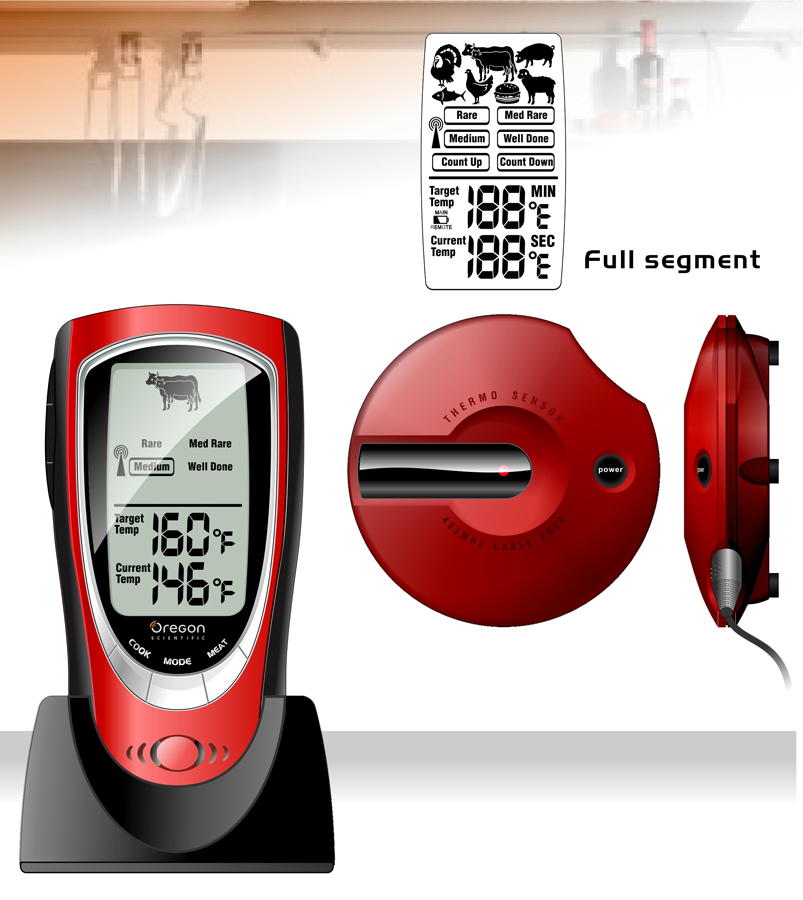 Rare Med Rare
Medium Well Done
Count Up Count Down
Target Temp 188 °E MIN
MAIN
REMOTE
Current Temp 188 °E SEC
Full segment
Rare Med Rare
Medium Well Done
Target Temp 160 °F
Current Temp 146 °F
OREGON
SCIENTIFIC
COOK MODE MEAT
THERMO SENSOR
power
433MHZ CABLE FREE
power